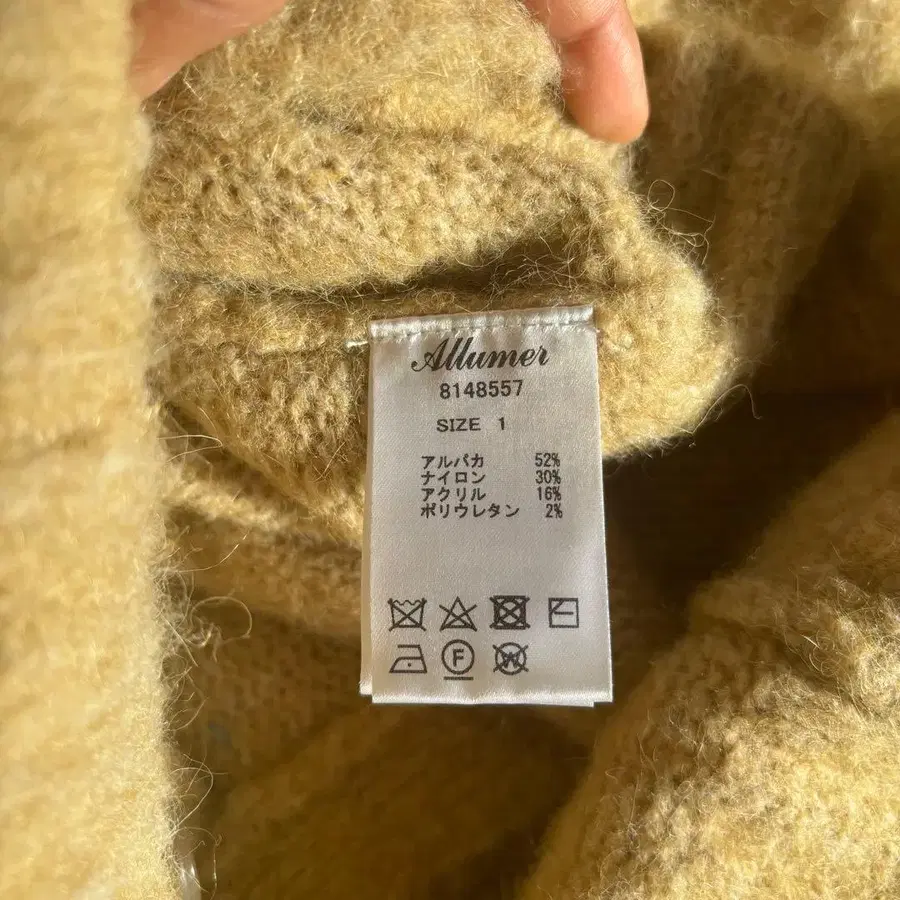 Allumer
8148557
SIZE 1
アルパカ 52%
ナイロン 30%
アクリル 16%
ポリウレタン 2%
F
W